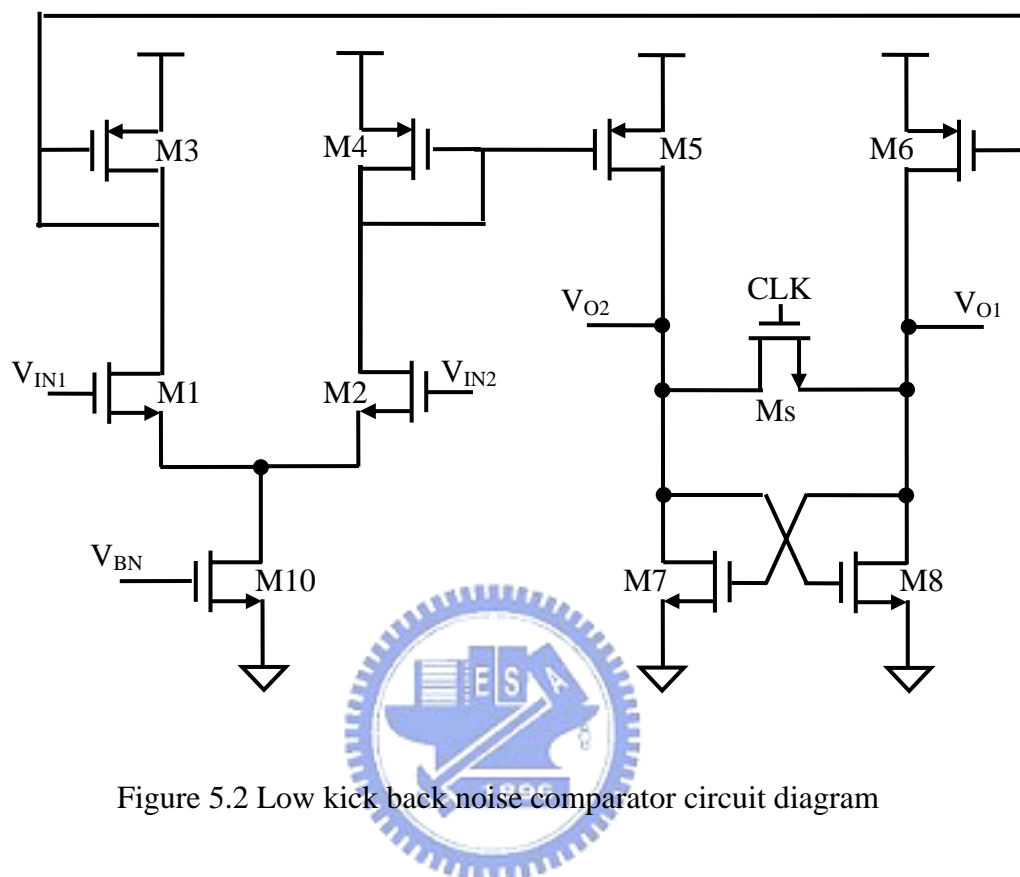 M3
M4
M5
M6
CLK
V_O2
V_O1
V_IN1
M1
M2
V_IN2
Ms
V_BN
M10
M7
M8
E S A
1896
Figure 5.2 Low kick back noise comparator circuit diagram